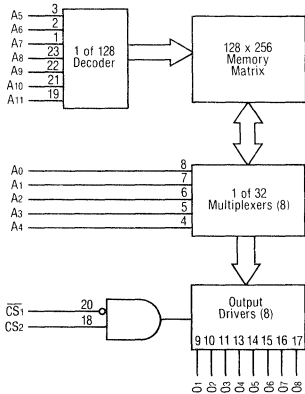 A5 3
A6 2
A7 1
A8 23
A9 22
A10 21
A11 19
1 of 128
Decoder
128 x 256
Memory
Matrix
A0 8
A1 7
A2 6
A3 5
A4 4
1 of 32
Multiplexers (8)
CS1 20
CS2 18
Output
Drivers (8)
9 10 11 13 14 15 16 17
O1 O2 O3 O4 O5 O6 O7 O8